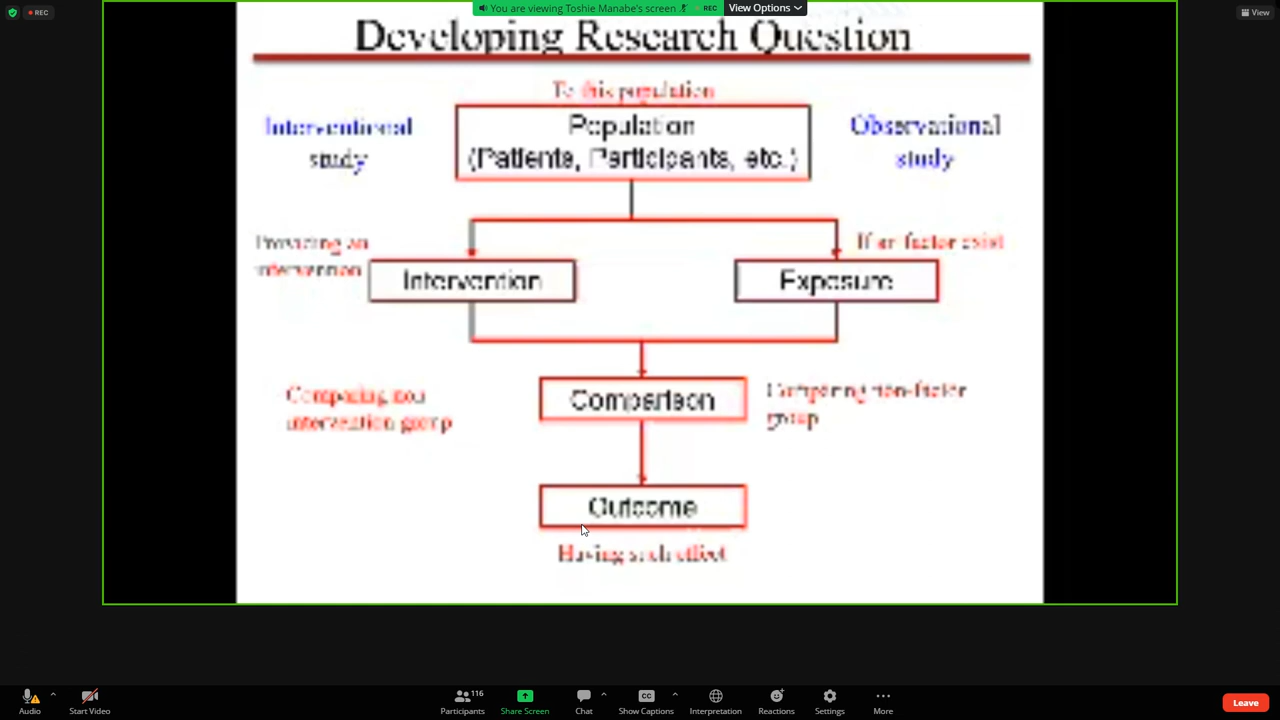 REC
You are viewing Toshie Manabe's screen
REC
View Options
View
Developing Research Question
To this population
Interventional
study
Population
(Patients, Participants, etc.)
Observational
study
Providing an
intervention
If an factor exist
Intervention
Exposure
Comparing non
intervention group
Comparison
Comparing non-factor
group
Outcome
Having such effect
Audio
Start Video
Participants
116
Share Screen
Chat
CC
Show Captions
Interpretation
Reactions
Settings
More
Leave